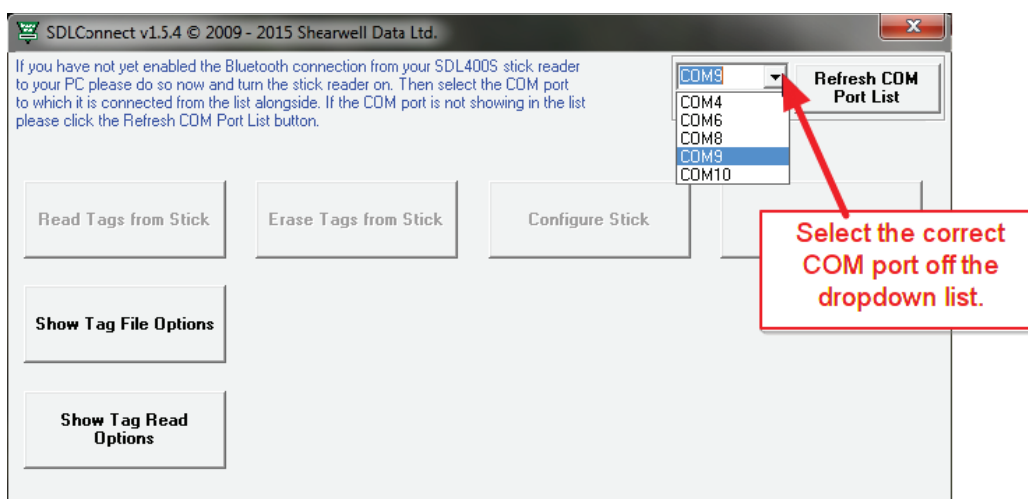 SDLConnect v1.5.4 © 2009 - 2015 Shearwell Data Ltd.
If you have not yet enabled the Bluetooth connection from your SDL400S stick reader
to your PC please do so now and turn the stick reader on. Then select the COM port
to which it is connected from the list alongside. If the COM port is not showing in the list
please click the Refresh COM Port List button.
COM9
Refresh COM
Port List
COM4
COM6
COM8
COM9
COM10
Read Tags from Stick
Erase Tags from Stick
Configure Stick
Select the correct
COM port off the
dropdown list.
Show Tag File Options
Show Tag Read
Options